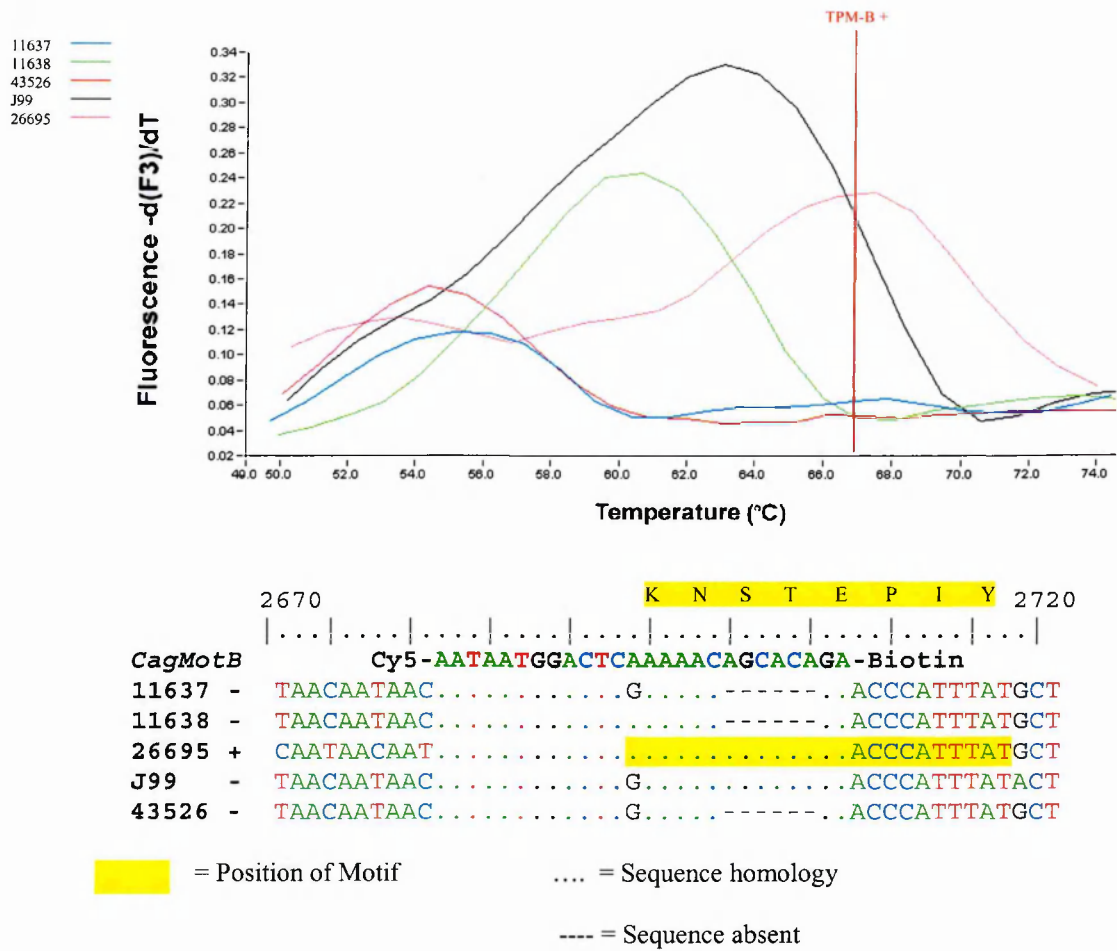 TPM-B +
11637
11638
43526
J99
26695
Fluorescence -d(F3)/dT
0.34
0.32
0.30
0.28
0.26
0.24
0.22
0.20
0.18
0.16
0.14
0.12
0.10
0.08
0.06
0.04
0.02
49.0 50.0 52.0 54.0 56.0 58.0 60.0 62.0 64.0 66.0 68.0 70.0 72.0 74.0
Temperature (°C)
K N S T E P I Y
2670 2720
|....|....|....|....|....|....|....|....|....|....|
CagMotB Cy5-AATAATGGACTCAAAAACAGCACAGA-Biotin
11637 - TAACAATAAC............G.....------..ACCCATTTATGCT
11638 - TAACAATAAC..................------..ACCCATTTATGCT
26695 + CAATAACAAT..........................ACCCATTTATGCT
J99 - TAACAATAAC............G.............ACCCATTTATACT
43526 - TAACAATAAC............G.....------..ACCCATTTATGCT
= Position of Motif
.... = Sequence homology
---- = Sequence absent